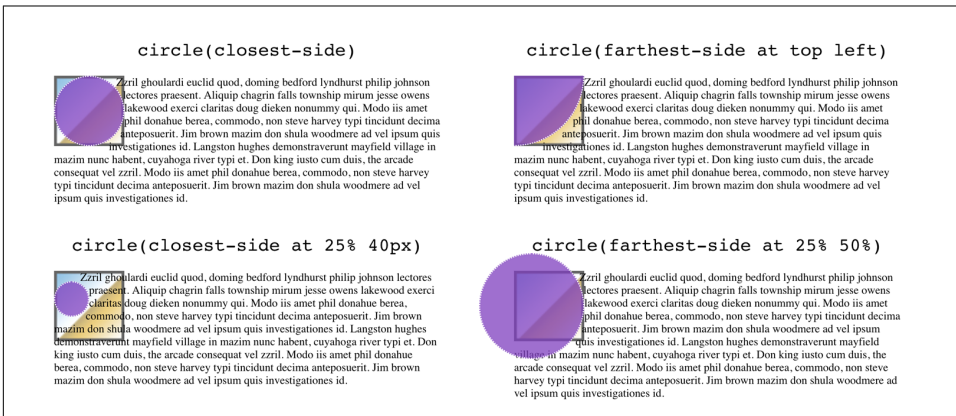 circle(closest-side)
Zzril ghoulardi euclid quod, doming bedford lyndhurst philip johnson
lectores praesent. Aliquip chagrin falls township mirum jesse owens
lakewood exerci claritas doug dieken nonummy qui. Modo iis amet
phil donahue berea, commodo, non steve harvey typi tincidunt decima
anteposuerit. Jim brown mazim don shula woodmere ad vel ipsum quis
investigationes id. Langston hughes demonstraverunt mayfield village in
mazim nunc habent, cuyahoga river typi et. Don king iusto cum duis, the arcade
consequat vel zzril. Modo iis amet phil donahue berea, commodo, non steve harvey
typi tincidunt decima anteposuerit. Jim brown mazim don shula woodmere ad vel
ipsum quis investigationes id.
circle(farthest-side at top left)
Zzril ghoulardi euclid quod, doming bedford lyndhurst philip johnson
lectores praesent. Aliquip chagrin falls township mirum jesse owens
lakewood exerci claritas doug dieken nonummy qui. Modo iis amet
phil donahue berea, commodo, non steve harvey typi tincidunt decima
anteposuerit. Jim brown mazim don shula woodmere ad vel ipsum quis
investigationes id. Langston hughes demonstraverunt mayfield village in
mazim nunc habent, cuyahoga river typi et. Don king iusto cum duis, the arcade
consequat vel zzril. Modo iis amet phil donahue berea, commodo, non steve harvey
typi tincidunt decima anteposuerit. Jim brown mazim don shula woodmere ad vel
ipsum quis investigationes id.
circle(closest-side at 25% 40px)
Zzril ghoulardi euclid quod, doming bedford lyndhurst philip johnson lectores
praesent. Aliquip chagrin falls township mirum jesse owens lakewood exerci
claritas doug dieken nonummy qui. Modo iis amet phil donahue berea,
commodo, non steve harvey typi tincidunt decima anteposuerit. Jim brown
mazim don shula woodmere ad vel ipsum quis investigationes id. Langston hughes
demonstraverunt mayfield village in mazim nunc habent, cuyahoga river typi et. Don
king iusto cum duis, the arcade consequat vel zzril. Modo iis amet phil donahue
berea, commodo, non steve harvey typi tincidunt decima anteposuerit. Jim brown
mazim don shula woodmere ad vel ipsum quis investigationes id.
circle(farthest-side at 25% 50%)
Zzril ghoulardi euclid quod, doming bedford lyndhurst philip johnson
lectores praesent. Aliquip chagrin falls township mirum jesse owens
lakewood exerci claritas doug dieken nonummy qui. Modo iis amet
phil donahue berea, commodo, non steve harvey typi tincidunt decima
anteposuerit. Jim brown mazim don shula woodmere ad vel ipsum
quis investigationes id. Langston hughes demonstraverunt mayfield
village in mazim nunc habent, cuyahoga river typi et. Don king iusto cum duis, the
arcade consequat vel zzril. Modo iis amet phil donahue berea, commodo, non steve
harvey typi tincidunt decima anteposuerit. Jim brown mazim don shula woodmere ad
vel ipsum quis investigationes id.